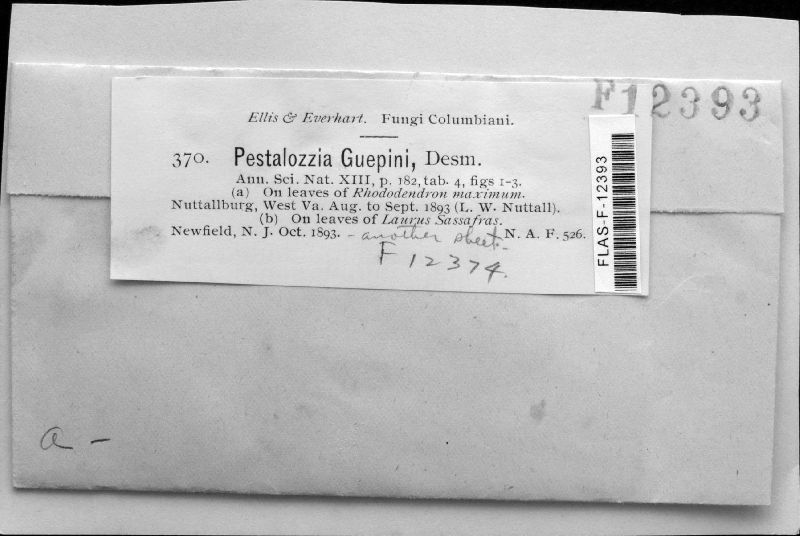 F12393
Ellis & Everhart. Fungi Columbiani.
370. Pestalozzia Guepini, Desm.
Ann. Sci. Nat. XIII, p. 182, tab. 4, figs 1-3.
(a) On leaves of Rhododendron maximum.
Nuttallburg, West Va. Aug. to Sept. 1893 (L. W. Nuttall).
(b) On leaves of Laurus Sassafras.
Newfield, N. J. Oct. 1893. - another sheet - N. A. F. 526.
F 12374.
FLAS-F-12393
a -